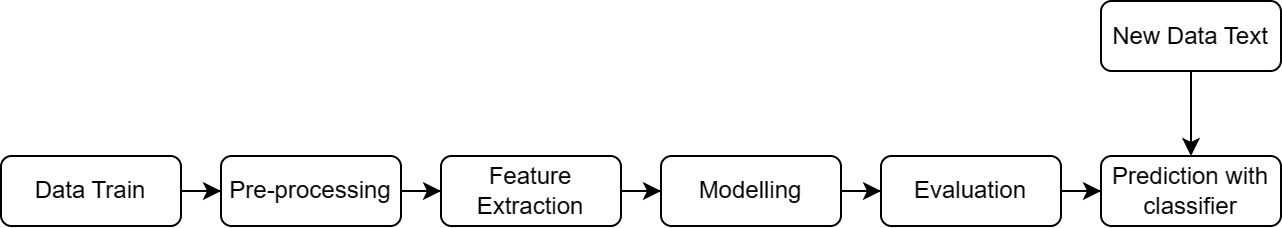 New Data Text
Data Train
Pre-processing
Feature
Extraction
Modelling
Evaluation
Prediction with
classifier